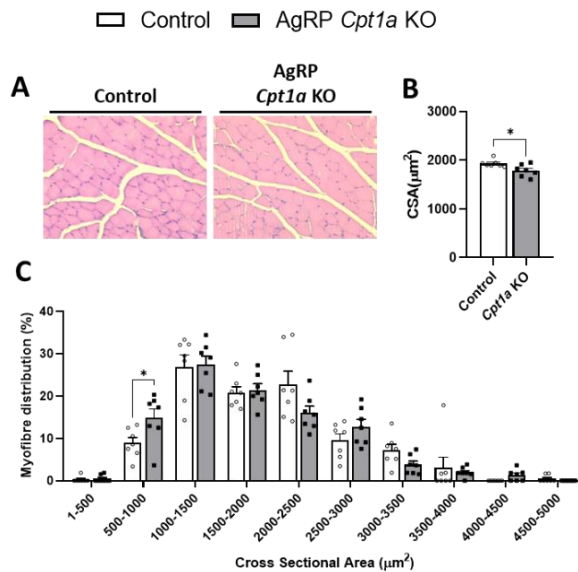 Control AgRP Cpt1a KO
A
Control
AgRP
Cpt1a KO
B
CSA(μm²)
3000
2000
1000
0
*
Control
Cpt1a KO
C
Myofibre distribution (%)
40
30
20
10
0
*
1-500
500-1000
1000-1500
1500-2000
2000-2500
2500-3000
3000-3500
3500-4000
4000-4500
4500-5000
Cross Sectional Area (μm²)